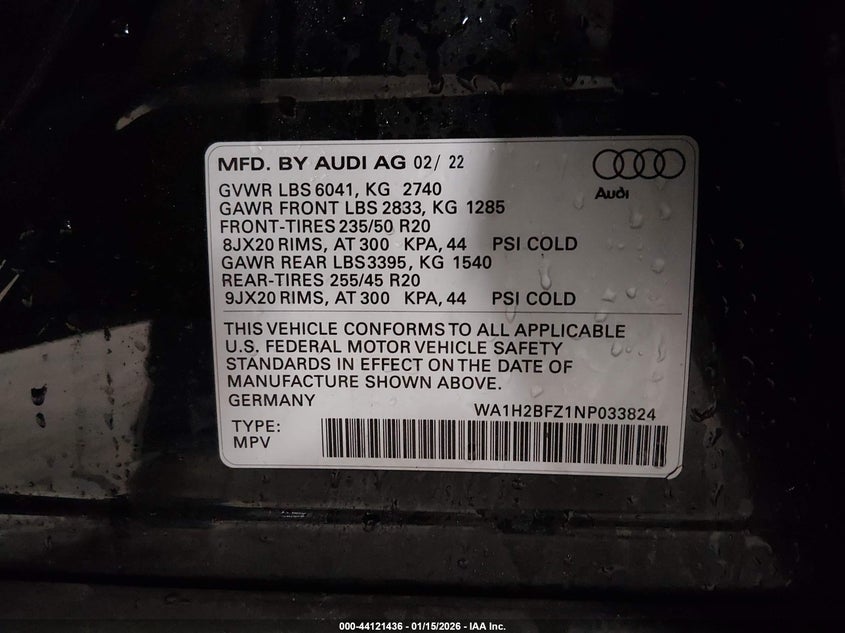 MFD. BY AUDI AG 02/ 22
Audi
GVWR LBS 6041, KG 2740
GAWR FRONT LBS 2833, KG 1285
FRONT-TIRES 235/50 R20
8JX20 RIMS, AT 300 KPA, 44 PSI COLD
GAWR REAR LBS3395, KG 1540
REAR-TIRES 255/45 R20
9JX20 RIMS, AT 300 KPA, 44 PSI COLD
THIS VEHICLE CONFORMS TO ALL APPLICABLE
U.S. FEDERAL MOTOR VEHICLE SAFETY
STANDARDS IN EFFECT ON THE DATE OF
MANUFACTURE SHOWN ABOVE.
GERMANY
WA1H2BFZ1NP033824
TYPE:
MPV
000-44121436 - 01/15/2026 - IAA Inc.